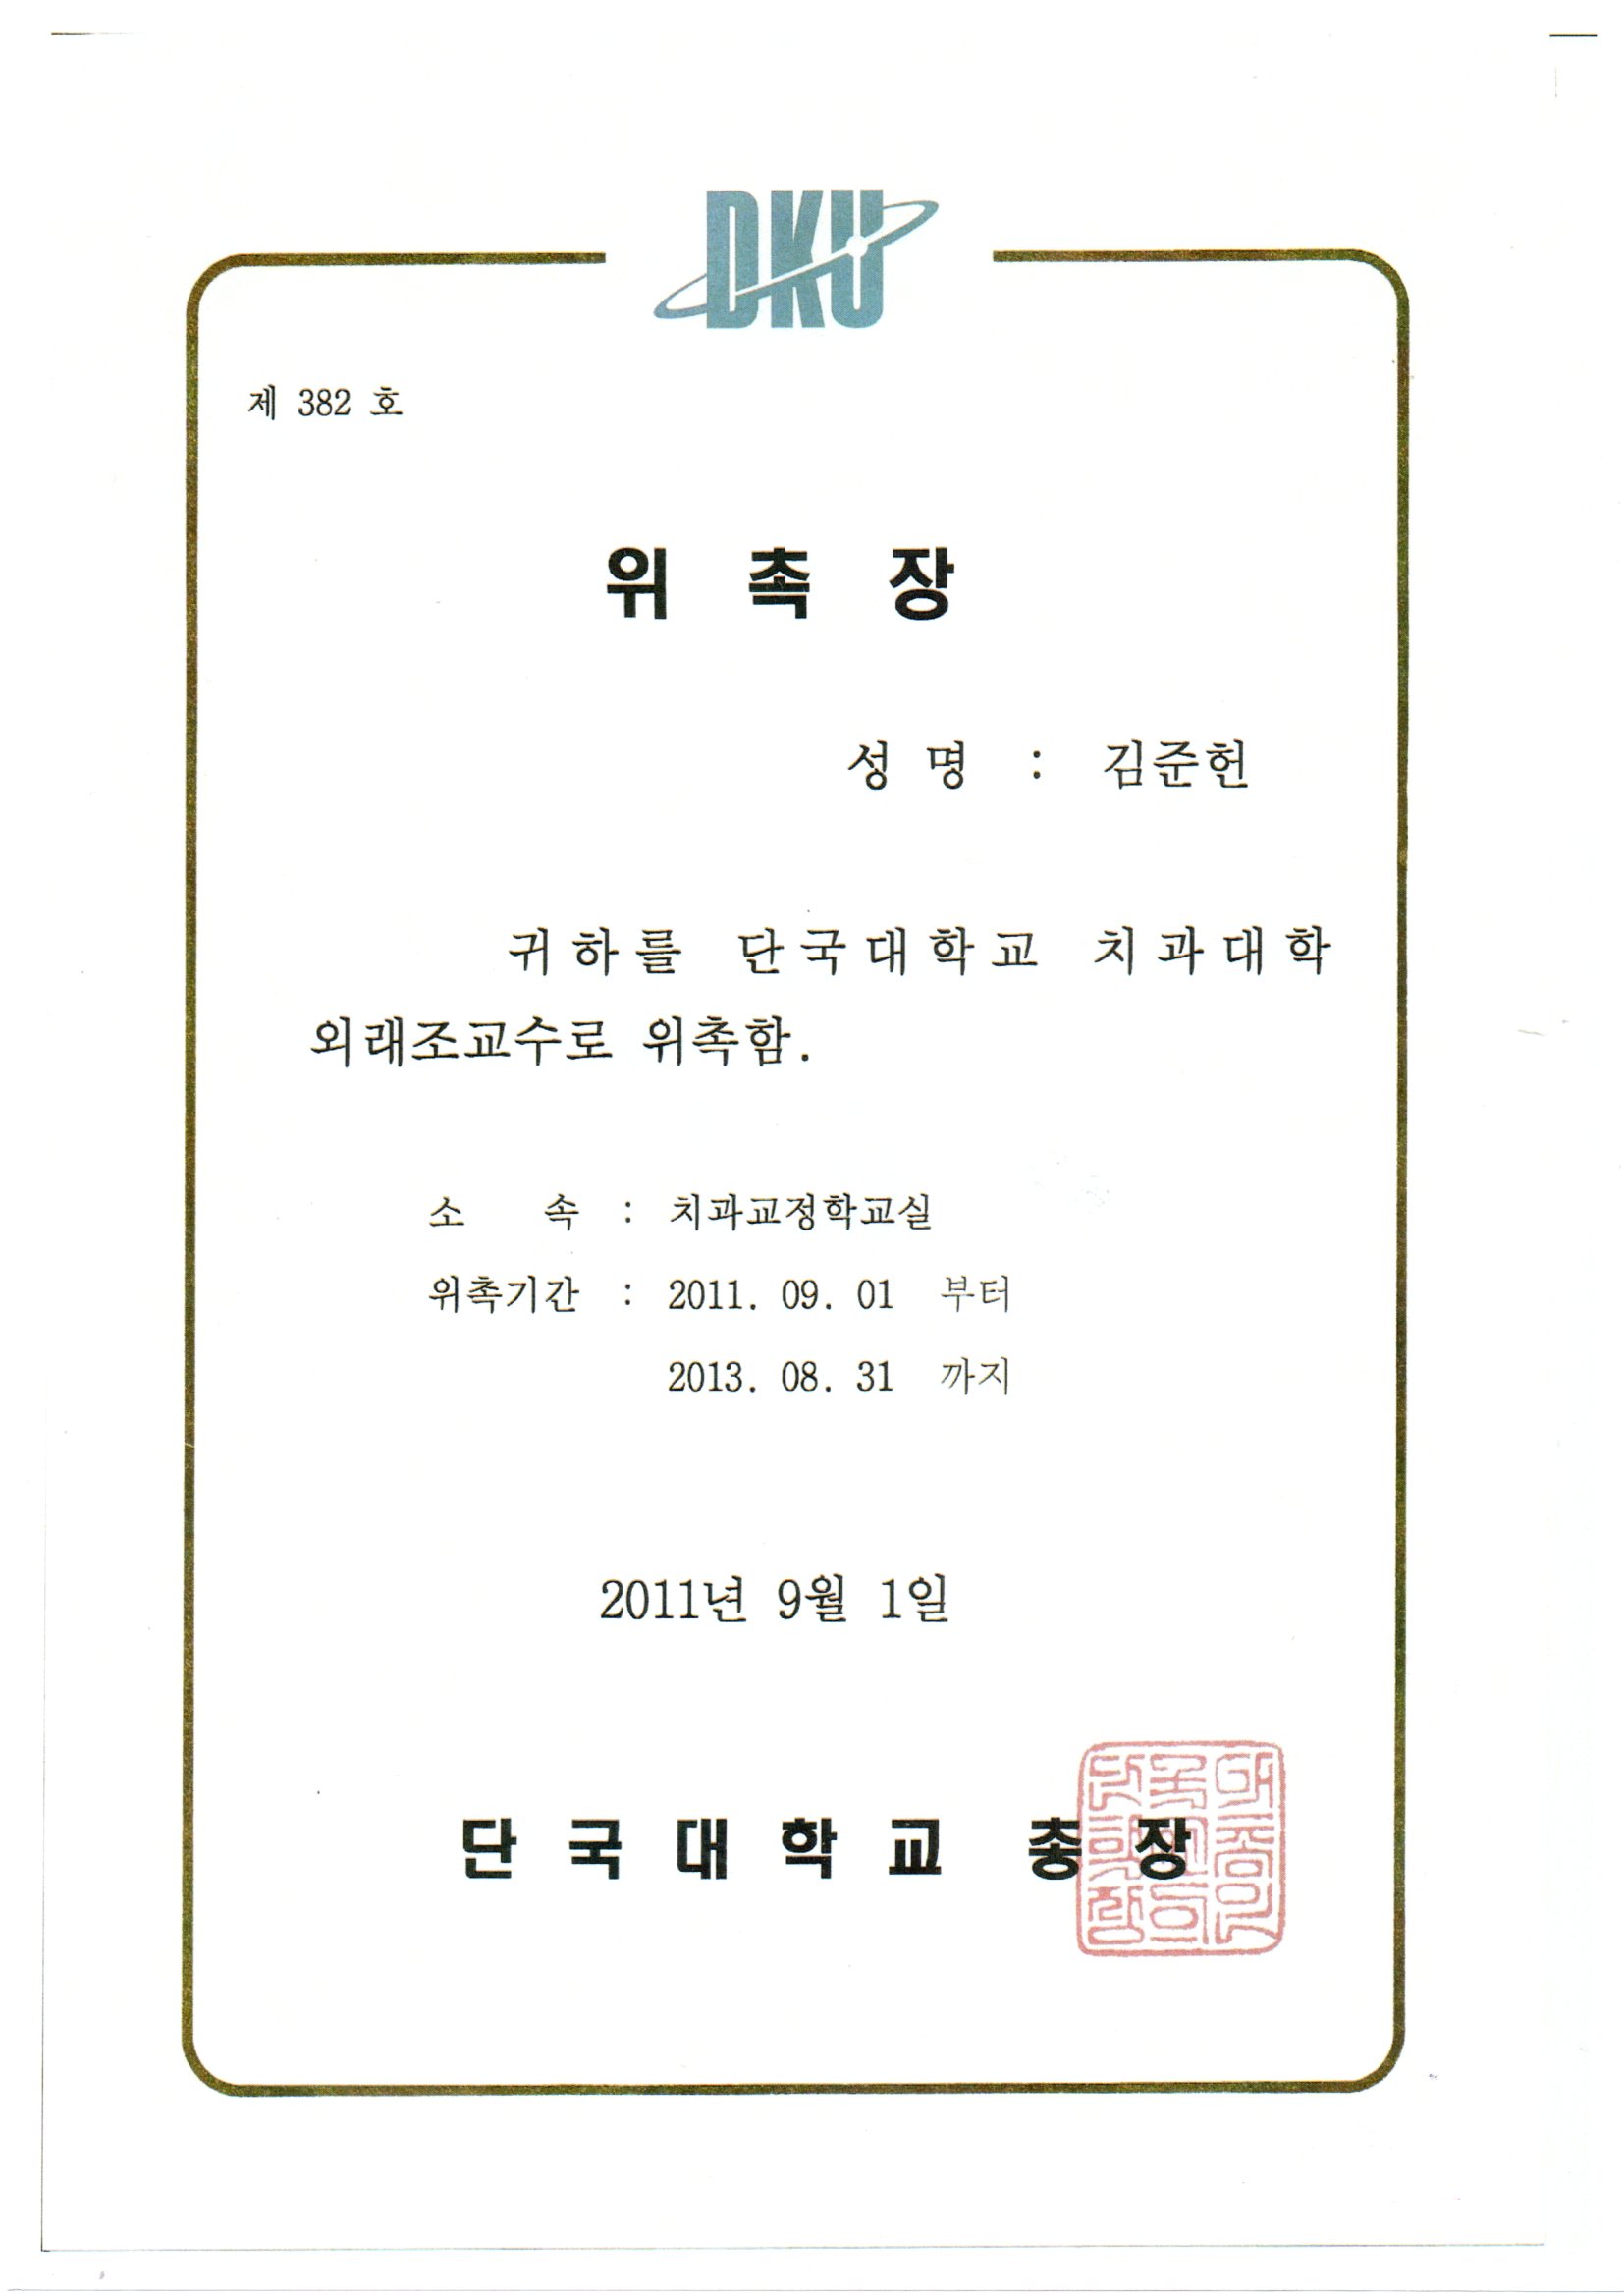 DKU
제 382 호
위 촉 장
성 명 : 김준헌
귀하를 단국대학교 치과대학
외래조교수로 위촉함.
소 속 : 치과교정학교실
위촉기간 : 2011. 09. 01 부터
2013. 08. 31 까지
2011년 9월 1일
단 국 대 학 교 총 장